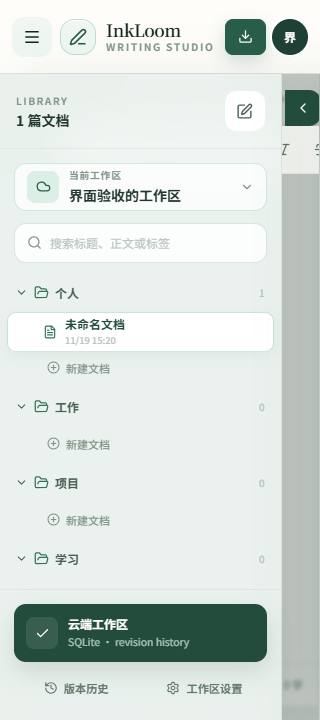 InkLoom
WRITING STUDIO
界
LIBRARY
1 篇文档
当前工作区
界面验收的工作区
搜索标题、正文或标签
个人 1
未命名文档
11/19 15:20
新建文档
工作 0
新建文档
项目 0
新建文档
学习 0
云端工作区
SQLite · revision history
版本历史 工作区设置